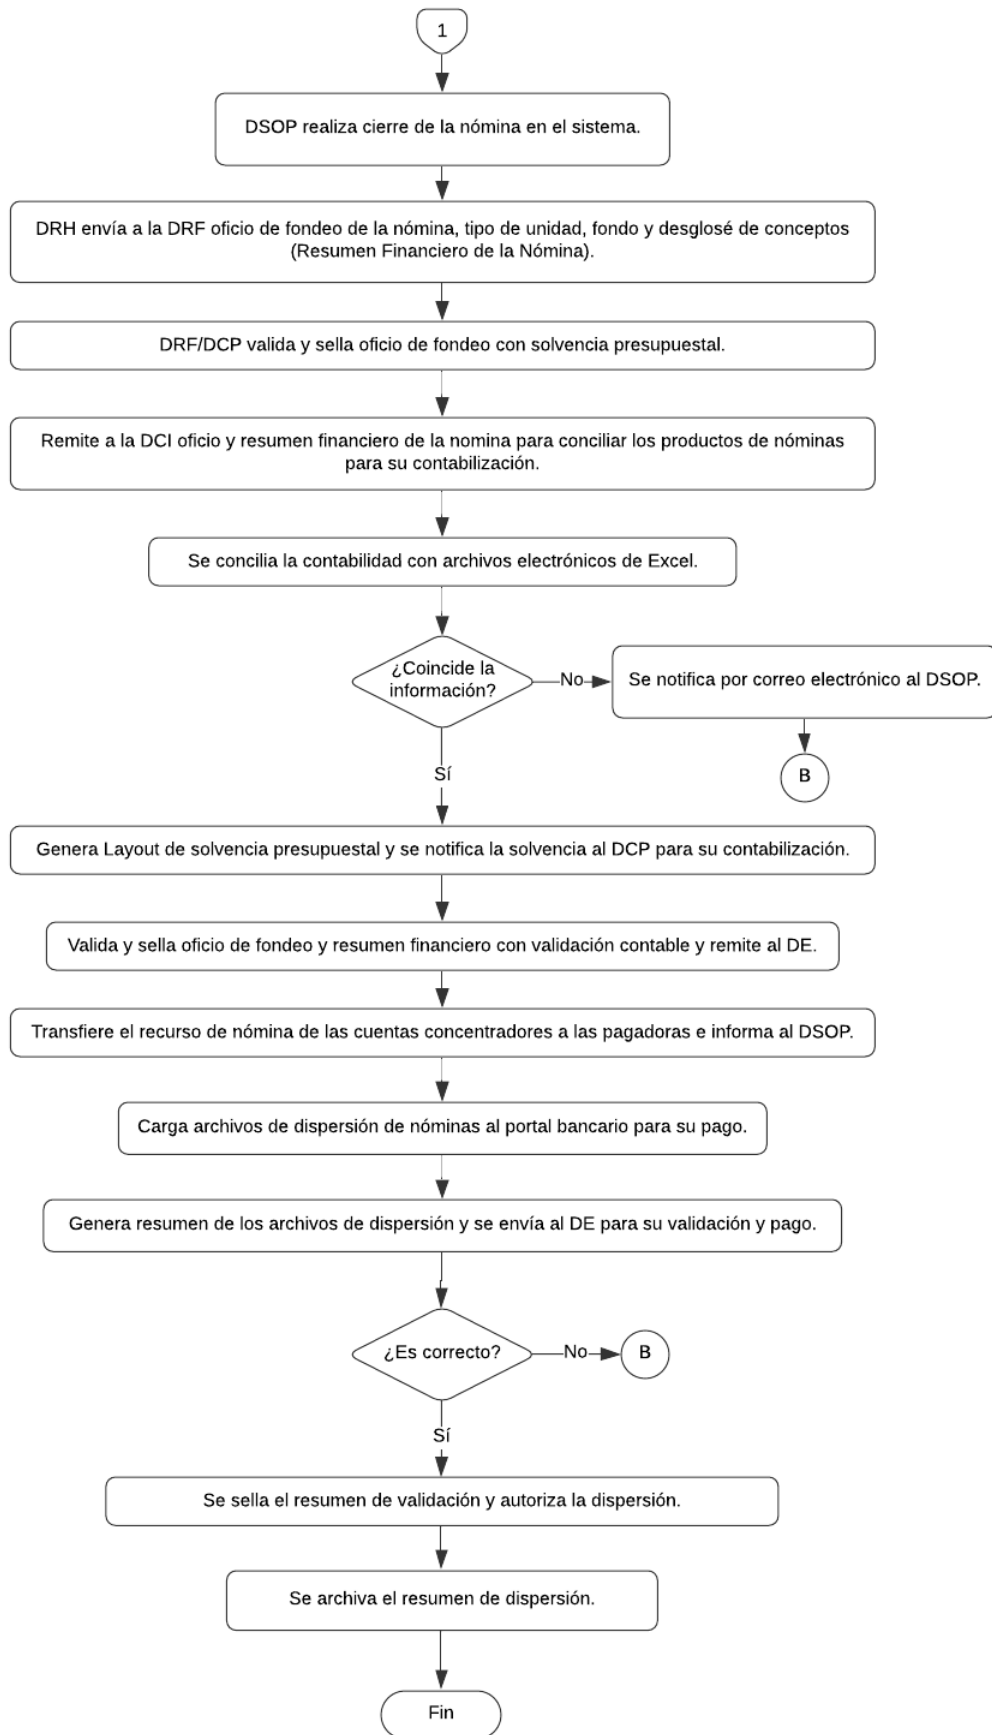 1
DSOP realiza cierre de la nómina en el sistema.
DRH envía a la DRF oficio de fondeo de la nómina, tipo de unidad, fondo y desglosé de conceptos
(Resumen Financiero de la Nómina).
DRF/DCP valida y sella oficio de fondeo con solvencia presupuestal.
Remite a la DCI oficio y resumen financiero de la nomina para conciliar los productos de nóminas
para su contabilización.
Se concilia la contabilidad con archivos electrónicos de Excel.
¿Coincide la
información?
No
Se notifica por correo electrónico al DSOP.
B
Sí
Genera Layout de solvencia presupuestal y se notifica la solvencia al DCP para su contabilización.
Valida y sella oficio de fondeo y resumen financiero con validación contable y remite al DE.
Transfiere el recurso de nómina de las cuentas concentradores a las pagadoras e informa al DSOP.
Carga archivos de dispersión de nóminas al portal bancario para su pago.
Genera resumen de los archivos de dispersión y se envía al DE para su validación y pago.
¿Es correcto?
No
B
Sí
Se sella el resumen de validación y autoriza la dispersión.
Se archiva el resumen de dispersión.
Fin